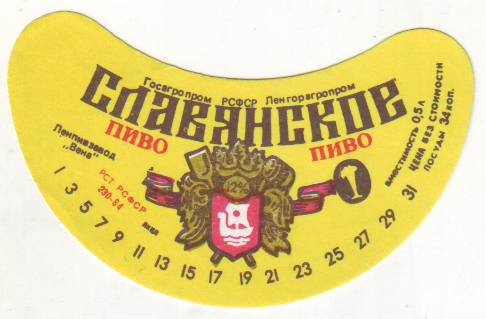 Госагропром РСФСР Ленгорагропром
Славянское
ПИВО ПИВО
Ленпивзавод
„Вена"
РСТ РСФСР
230-84
12%
1
вместимость 0,5 л
ЦЕНА БЕЗ СТОИМОСТИ
ПОСУДЫ 34 коп.
1 3 5 7 9 11 13 15 17 19 21 23 25 27 29 31